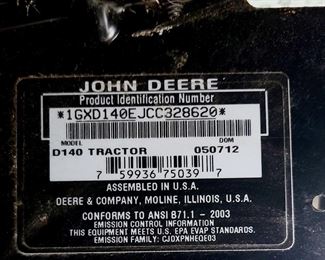 JOHN DEERE
Product Identification Number
*1GXD140EJCC328620*
MODEL DOM
D140 TRACTOR 050712
7 59936 75039 7
ASSEMBLED IN U.S.A.
DEERE & COMPANY, MOLINE, ILLINOIS, U.S.A.
CONFORMS TO ANSI B71.1 - 2003
EMISSION CONTROL INFORMATION
THIS EQUIPMENT MEETS U.S. EPA EVAP STANDARDS.
EMISSION FAMILY: CJDXPNHEQE03